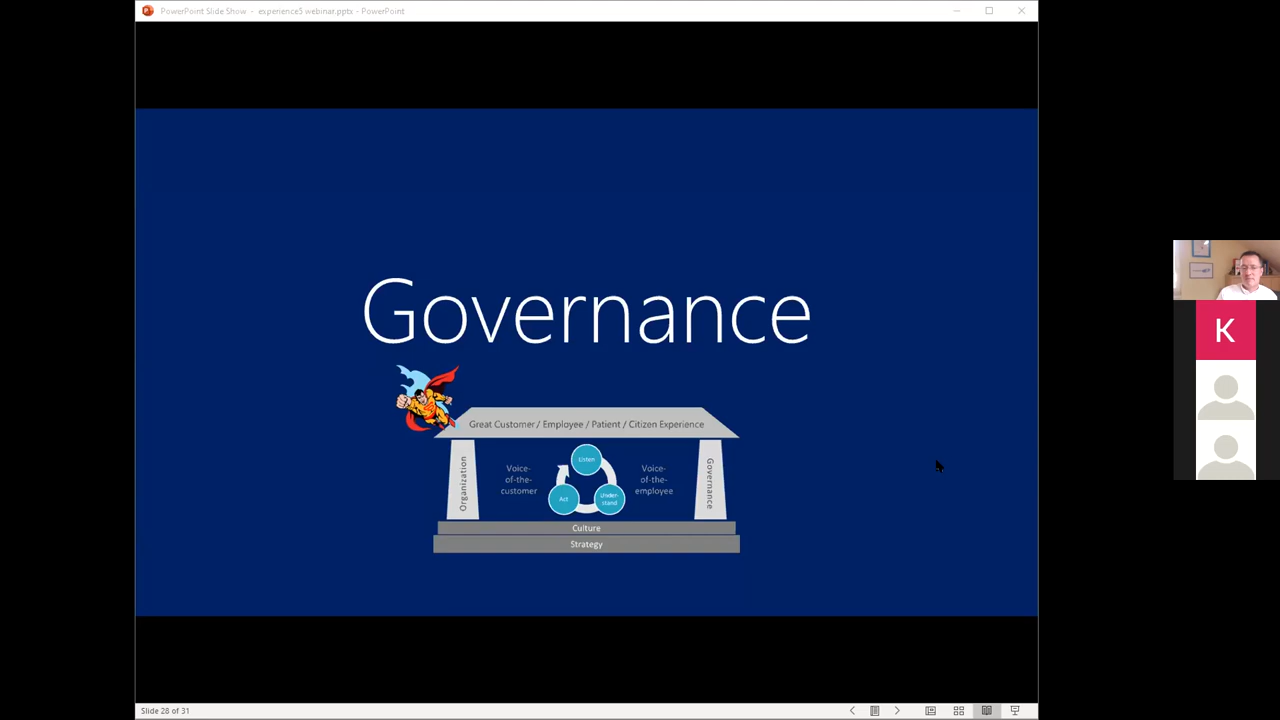 PowerPoint Slide Show - experience5 webinar.pptx - PowerPoint
Governance
Great Customer / Employee / Patient / Citizen Experience
Organization
Voice-
of-the-
customer
Listen
Act
Under-
stand
Voice-
of-the-
employee
Governance
Culture
Strategy
K
Slide 28 of 31